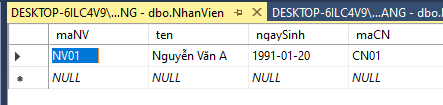 DESKTOP-6ILC4V9\...NG - dbo.NhanVien DESKTOP-6ILC4V9\...ANG - dbo.
maNV ten ngaySinh maCN
NV01 Nguyễn Văn A 1991-01-20 CN01
NULL NULL NULL NULL